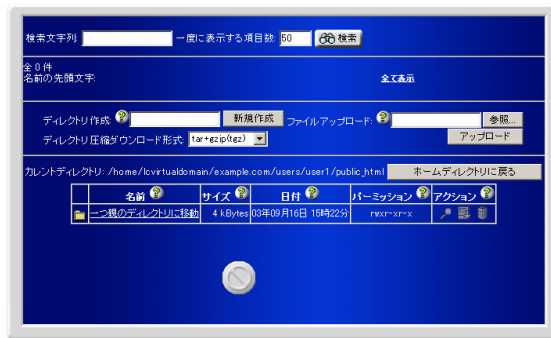 検索文字列: 一度に表示する項目数: 50 検索
全 0 件
名前の先頭文字: 全て表示
ディレクトリ作成: 新規作成 ファイルアップロード: 参照...
ディレクトリ圧縮ダウンロード形式: tar+gzip(tgz) アップロード
カレントディレクトリ: /home/lcvirtualdomain/example.com/users/user1/public_html ホームディレクトリに戻る
名前 サイズ 日付 パーミッション アクション
一つ親のディレクトリに移動 4 kBytes 03年09月16日 15時22分 rwxr-xr-x